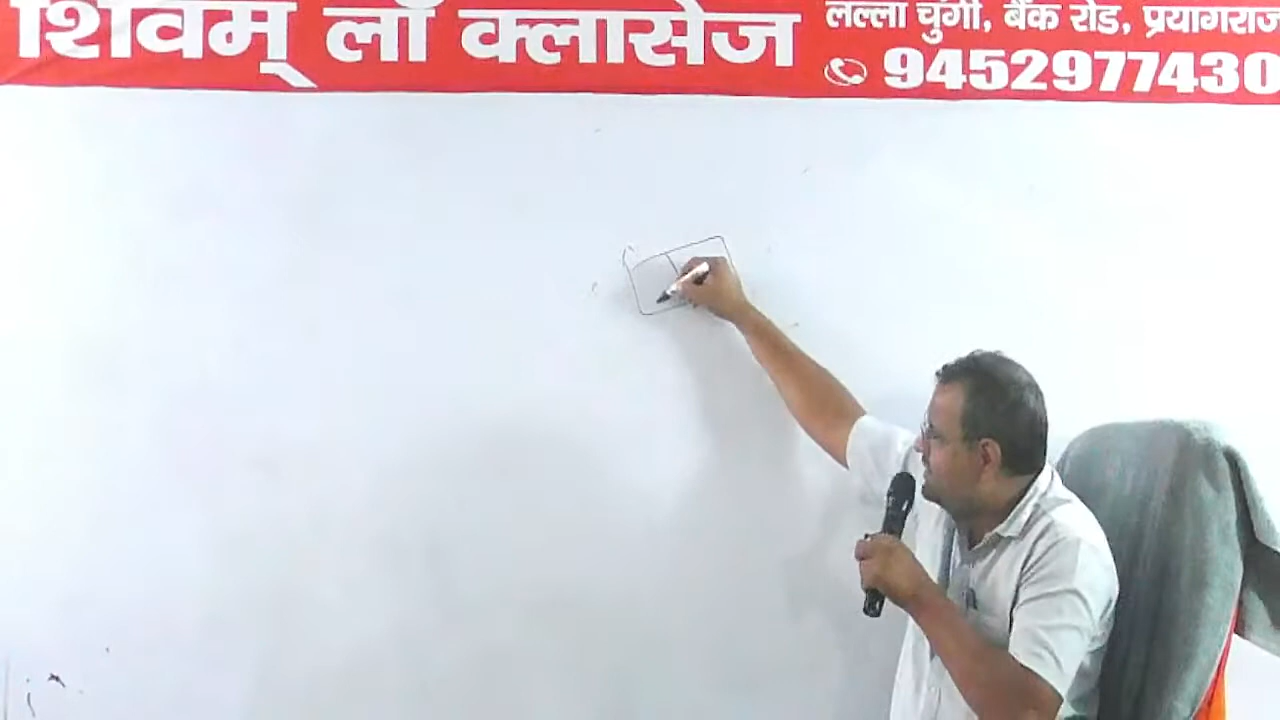 शिवम् लॉ क्लासेज
लल्ला चुंगी, बैंक रोड, प्रयागराज
9452977430